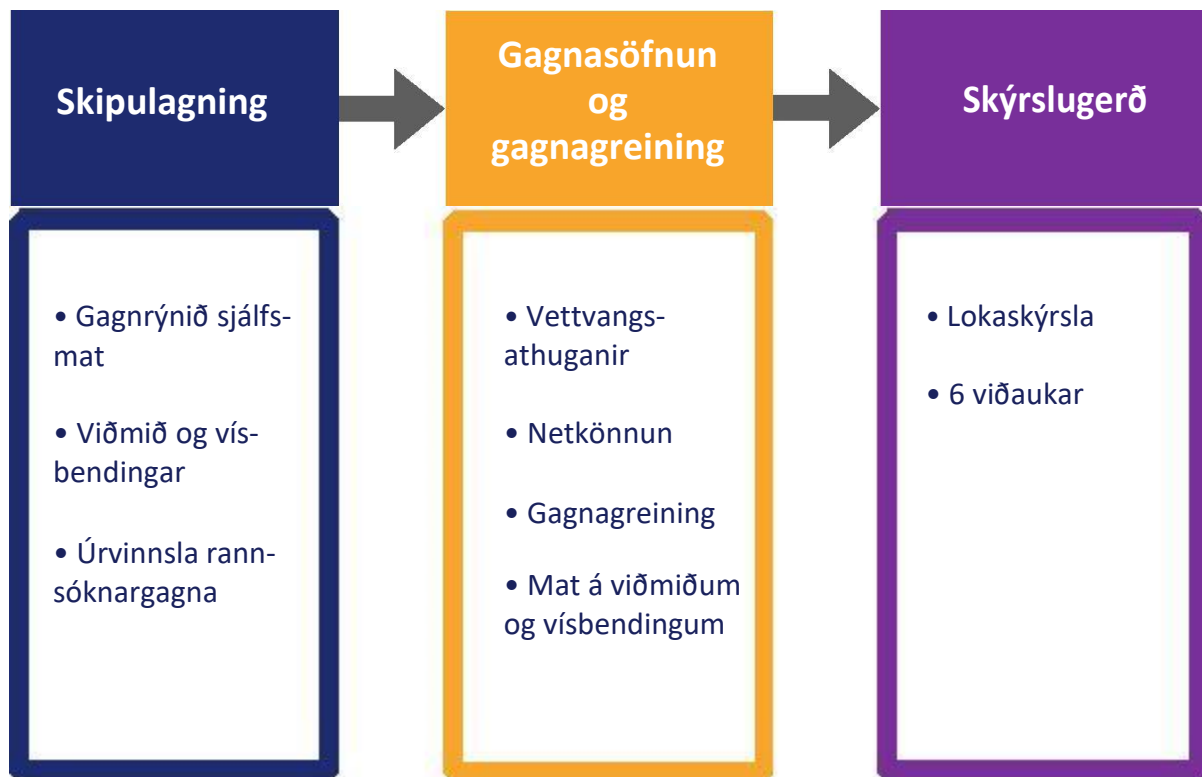 Skipulagning
• Gagnrýnið sjálfs-
mat
• Viðmið og vís-
bendingar
• Úrvinnsla rann-
sóknargagna
Gagnasöfnun
og
gagnagreining
• Vettvangs-
athuganir
• Netkönnun
• Gagnagreining
• Mat á viðmiðum
og vísbendingum
Skýrslugerð
• Lokaskýrsla
• 6 viðaukar